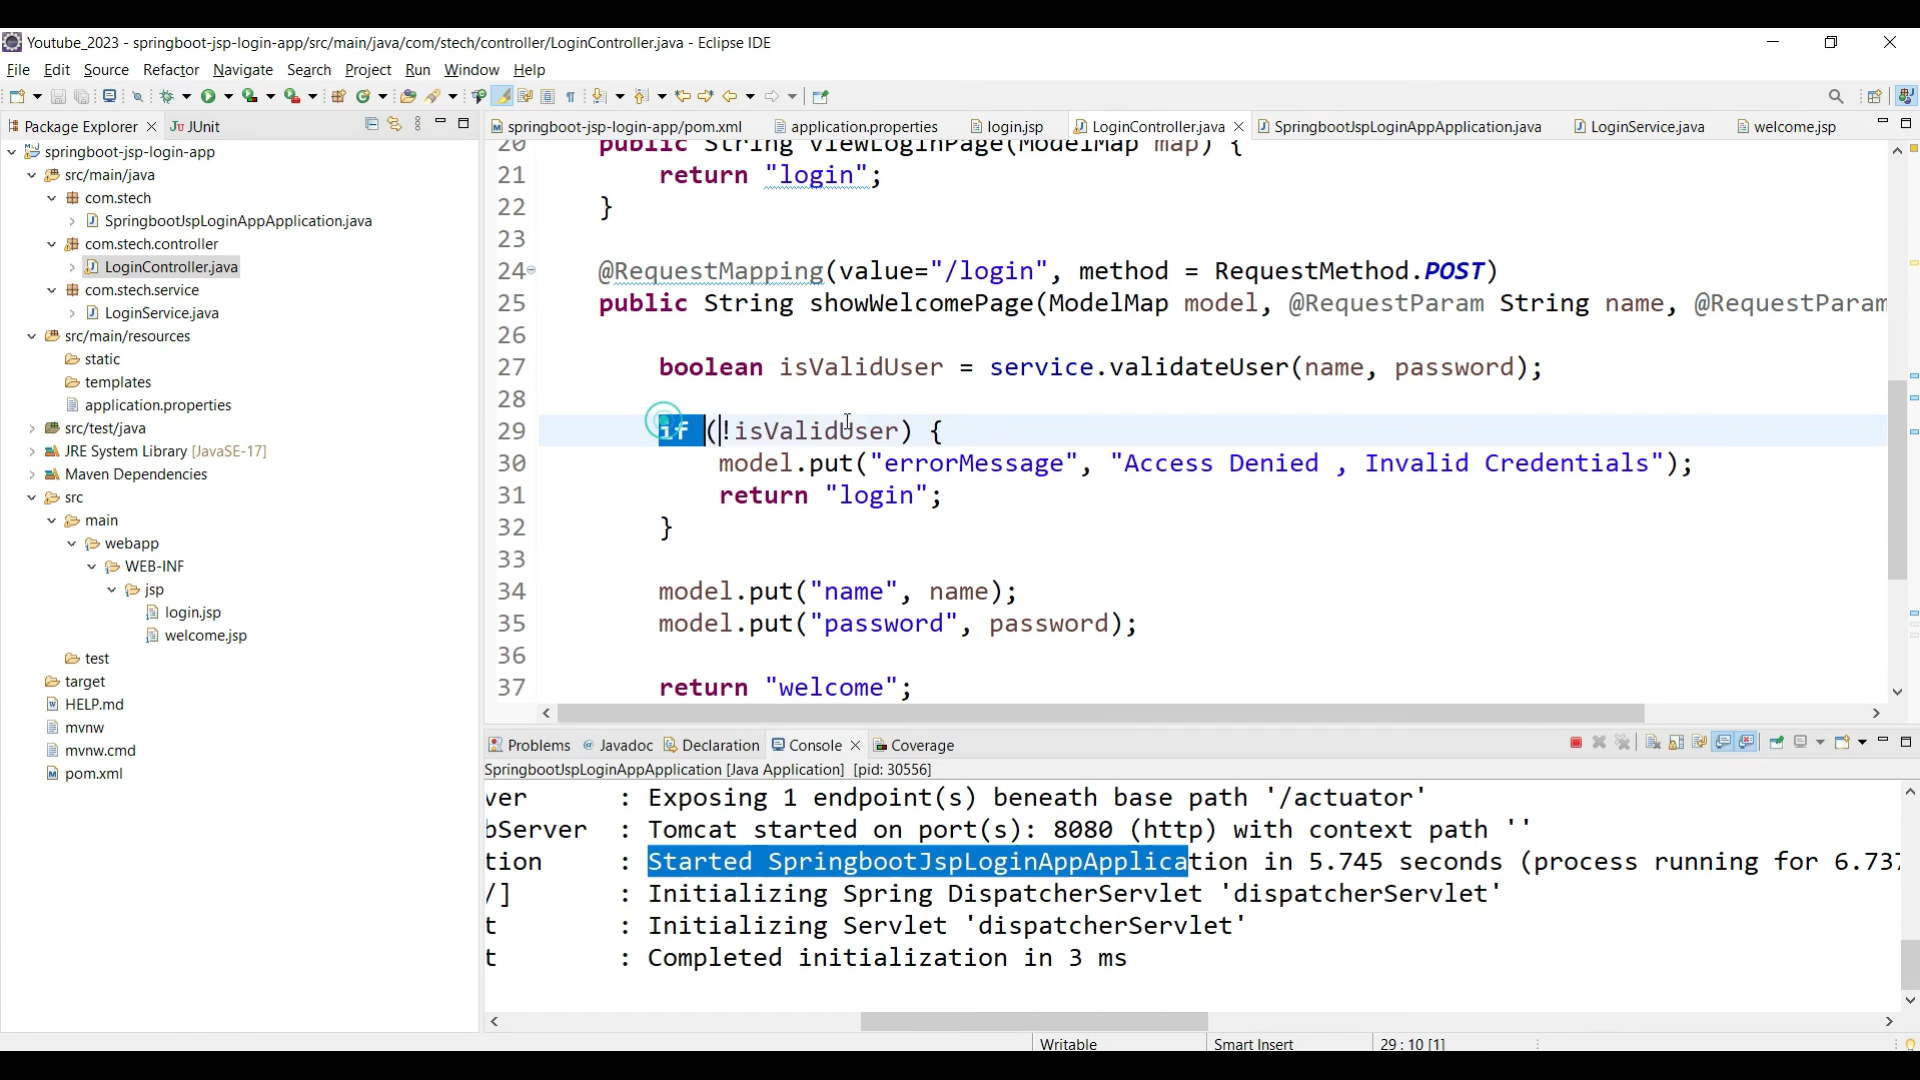 Youtube_2023 - springboot-jsp-login-app/src/main/java/com/stech/controller/LoginController.java - Eclipse IDE
File Edit Source Refactor Navigate Search Project Run Window Help
Package Explorer JUnit
springboot-jsp-login-app
src/main/java
com.stech
SpringbootJspLoginAppApplication.java
com.stech.controller
LoginController.java
com.stech.service
LoginService.java
src/main/resources
static
templates
application.properties
src/test/java
JRE System Library [JavaSE-17]
Maven Dependencies
src
main
webapp
WEB-INF
jsp
login.jsp
welcome.jsp
test
target
HELP.md
mvnw
mvnw.cmd
pom.xml
springboot-jsp-login-app/pom.xml application.properties login.jsp LoginController.java SpringbootJspLoginAppApplication.java LoginService.java welcome.jsp
20 public String viewLoginPage(ModelMap map) {
21 return "login";
22 }
23
24 @RequestMapping(value="/login", method = RequestMethod.POST)
25 public String showWelcomePage(ModelMap model, @RequestParam String name, @RequestParam
26
27 boolean isValidUser = service.validateUser(name, password);
28
29 if (!isValidUser) {
30 model.put("errorMessage", "Access Denied , Invalid Credentials");
31 return "login";
32 }
33
34 model.put("name", name);
35 model.put("password", password);
36
37 return "welcome";
Problems Javadoc Declaration Console Coverage
SpringbootJspLoginAppApplication [Java Application] [pid: 30556]
ver : Exposing 1 endpoint(s) beneath base path '/actuator'
bServer : Tomcat started on port(s): 8080 (http) with context path ''
tion : Started SpringbootJspLoginAppApplication in 5.745 seconds (process running for 6.737
/] : Initializing Spring DispatcherServlet 'dispatcherServlet'
t : Initializing Servlet 'dispatcherServlet'
t : Completed initialization in 3 ms
Writable Smart Insert 29 : 10 [1]